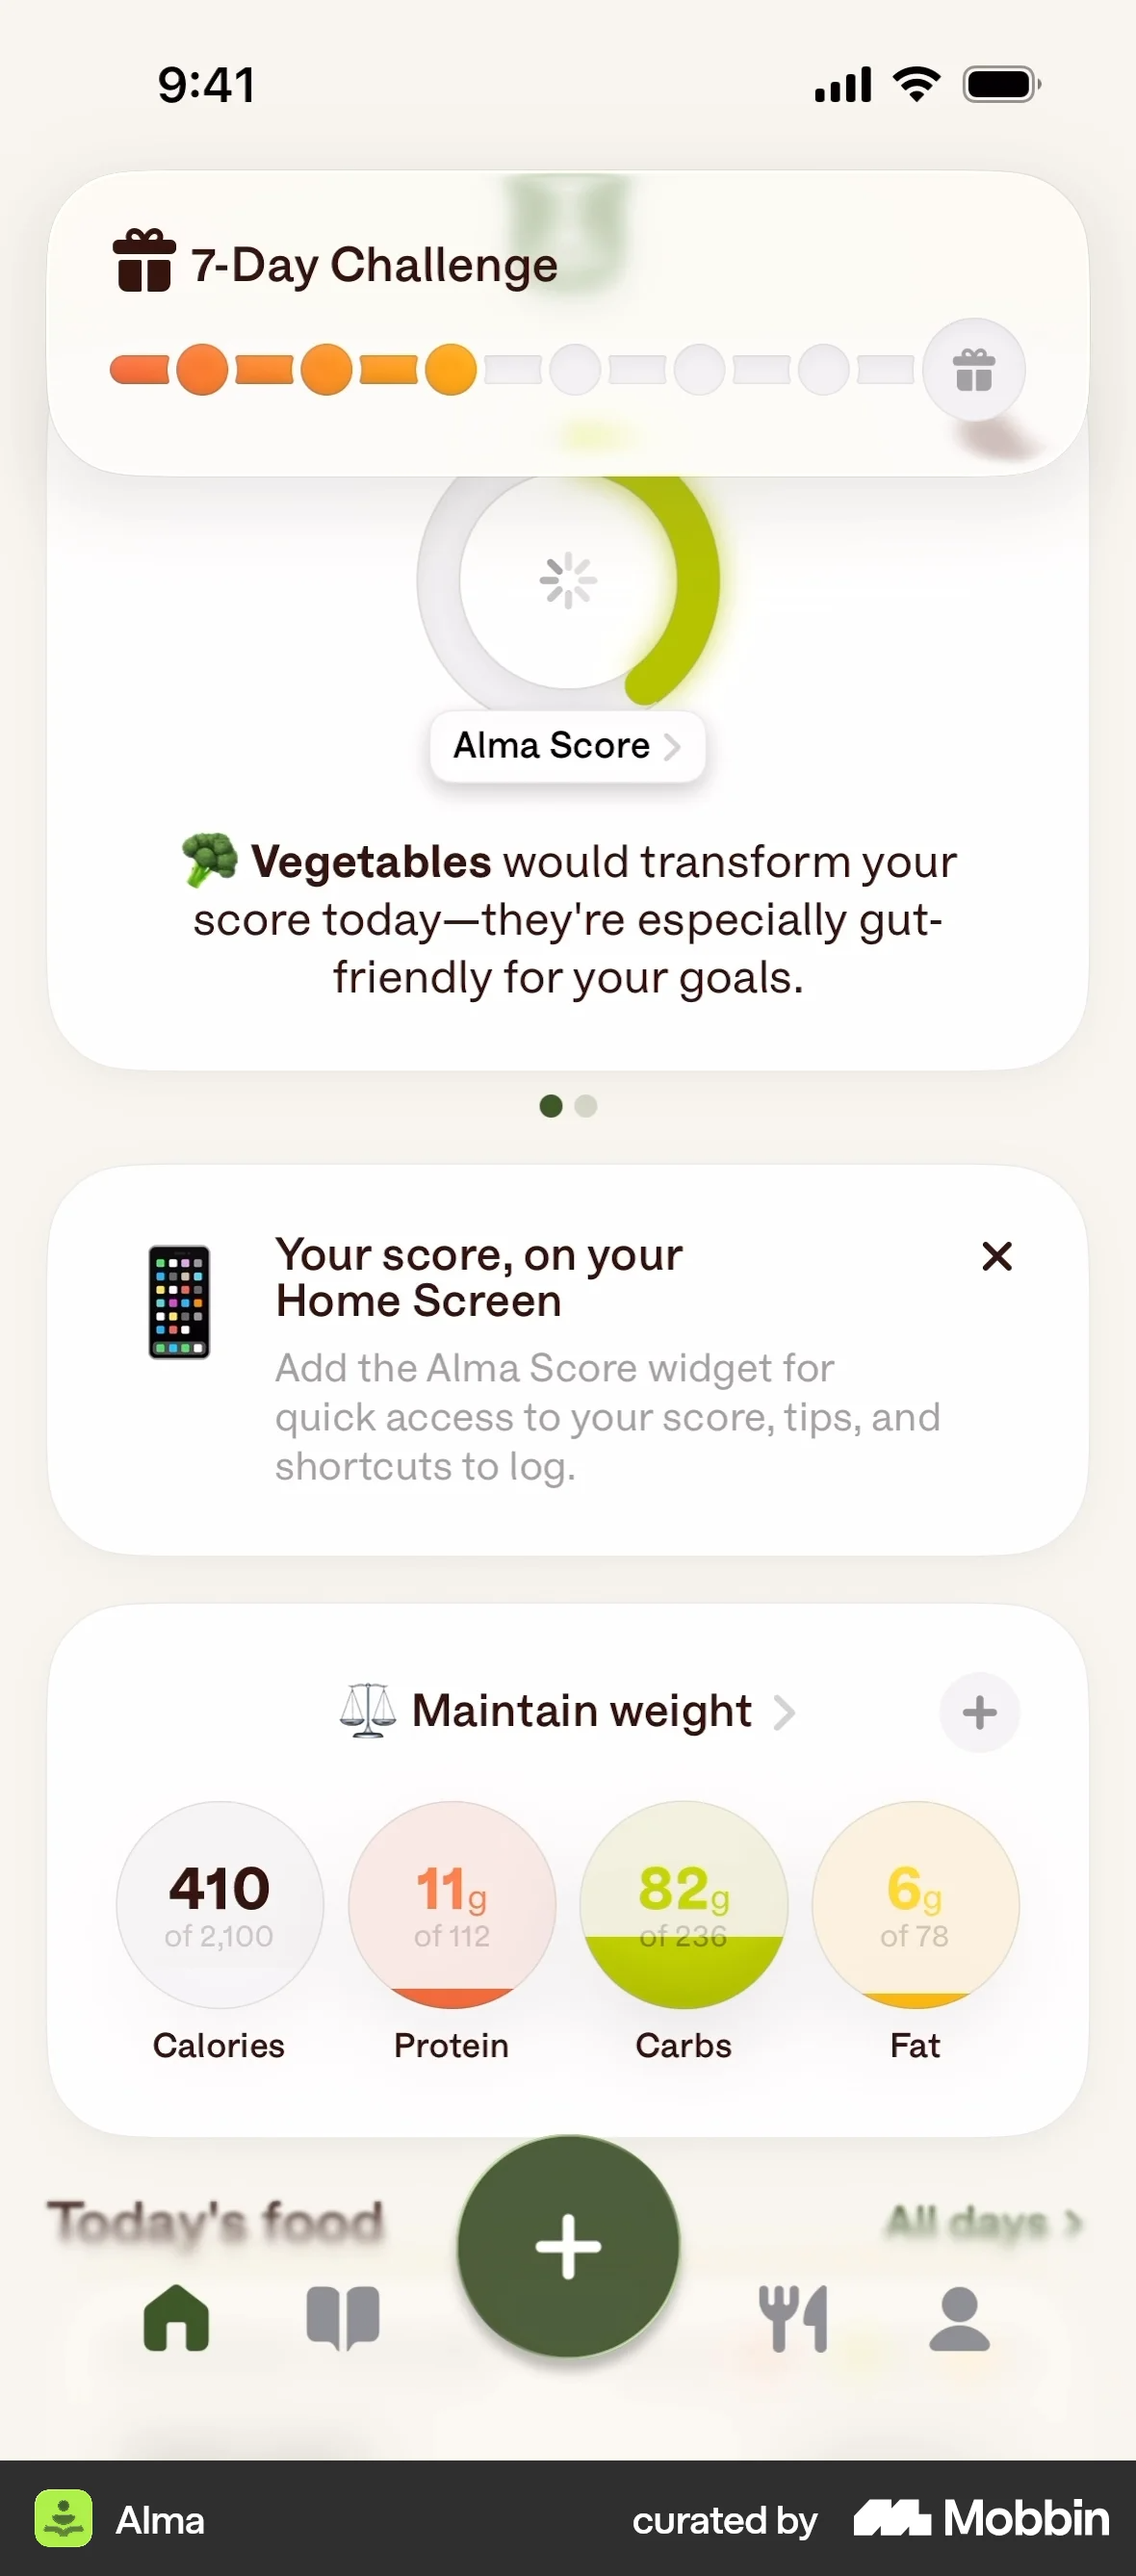 9:41
7-Day Challenge
Alma Score
🥦 Vegetables would transform your
score today—they're especially gut-
friendly for your goals.
Your score, on your
Home Screen
Add the Alma Score widget for
quick access to your score, tips, and
shortcuts to log.
Maintain weight
410
of 2,100
Calories
11g
of 112
Protein
82g
of 236
Carbs
6g
of 78
Fat
Today's food
All days
Alma
curated by Mobbin